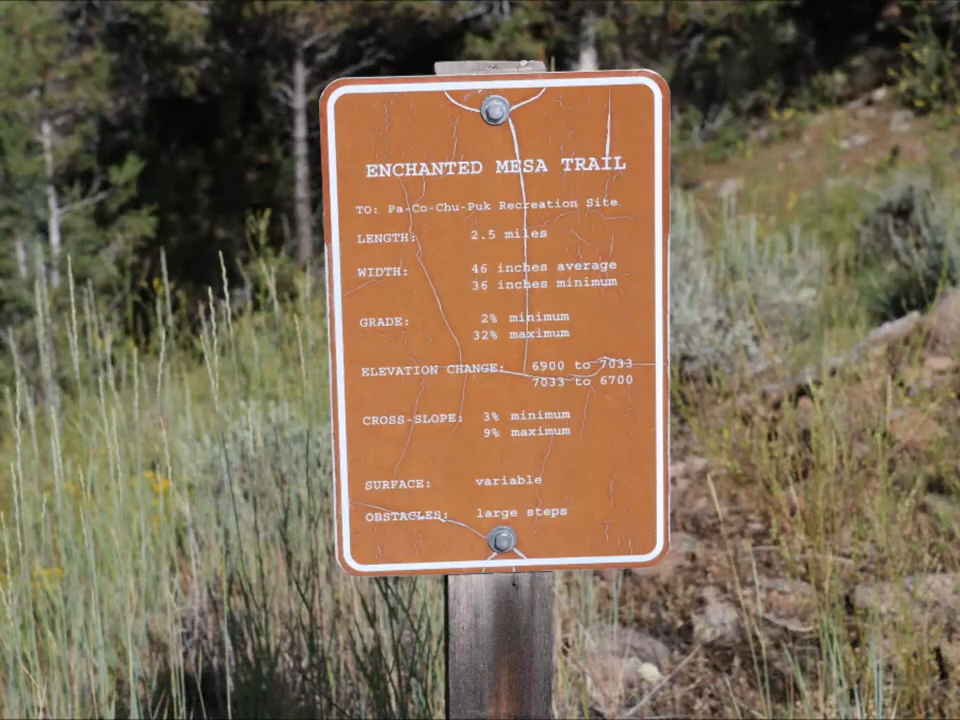 ENCHANTED MESA TRAIL
TO: Pa-Co-Chu-Puk Recreation Site
LENGTH: 2.5 miles
WIDTH: 46 inches average
36 inches minimum
GRADE: 2% minimum
32% maximum
ELEVATION CHANGE: 6900 to 7033
7033 to 6700
CROSS-SLOPE: 3% minimum
9% maximum
SURFACE: variable
OBSTACLES: large steps